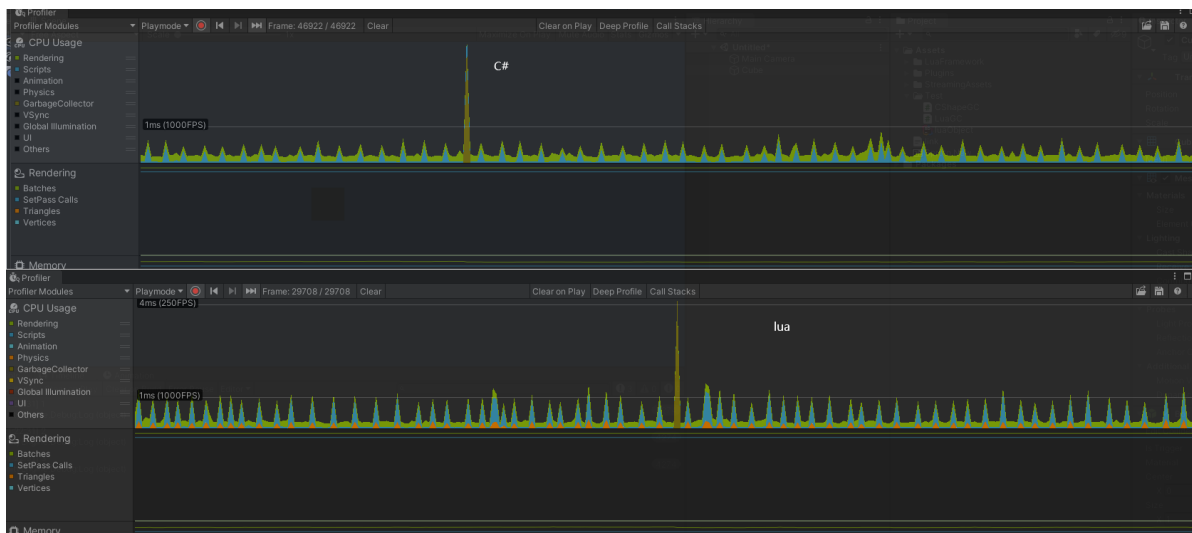 Profiler
Profiler Modules Playmode Frame: 46922 / 46922 Clear Clear on Play Deep Profile Call Stacks
CPU Usage
Rendering
Scripts
Animation
Physics
GarbageCollector
VSync
Global Illumination
UI
Others
C#
1ms (1000FPS)
Rendering
Batches
SetPass Calls
Triangles
Vertices
Memory
Profiler
Profiler Modules Playmode Frame: 29708 / 29708 Clear Clear on Play Deep Profile Call Stacks
CPU Usage
Rendering
Scripts
Animation
Physics
GarbageCollector
VSync
Global Illumination
UI
Others
4ms (250FPS)
lua
1ms (1000FPS)
Rendering
Batches
SetPass Calls
Triangles
Vertices
Memory